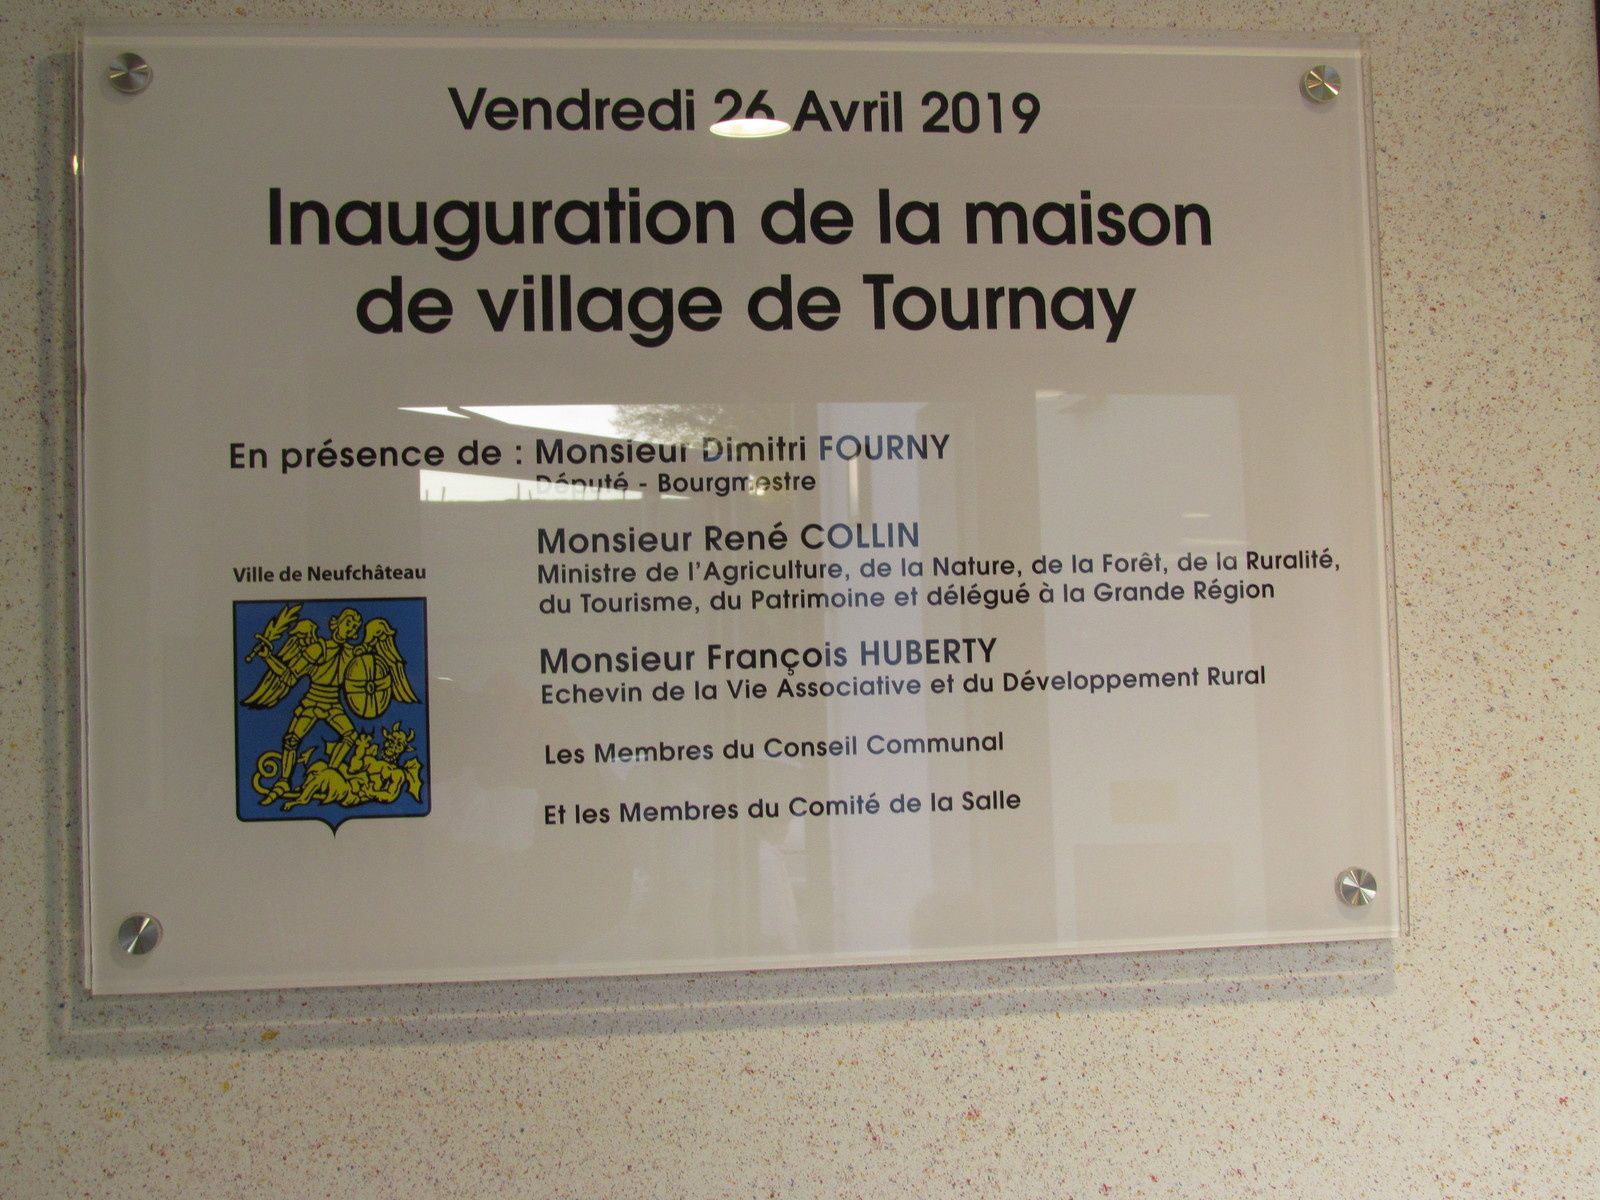 Vendredi 26 Avril 2019
Inauguration de la maison
de village de Tournay
En présence de : Monsieur Dimitri FOURNY
Député - Bourgmestre
Monsieur René COLLIN
Ministre de l'Agriculture, de la Nature, de la Forêt, de la Ruralité,
du Tourisme, du Patrimoine et délégué à la Grande Région
Ville de Neufchâteau
Monsieur François HUBERTY
Echevin de la Vie Associative et du Développement Rural
Les Membres du Conseil Communal
Et les Membres du Comité de la Salle